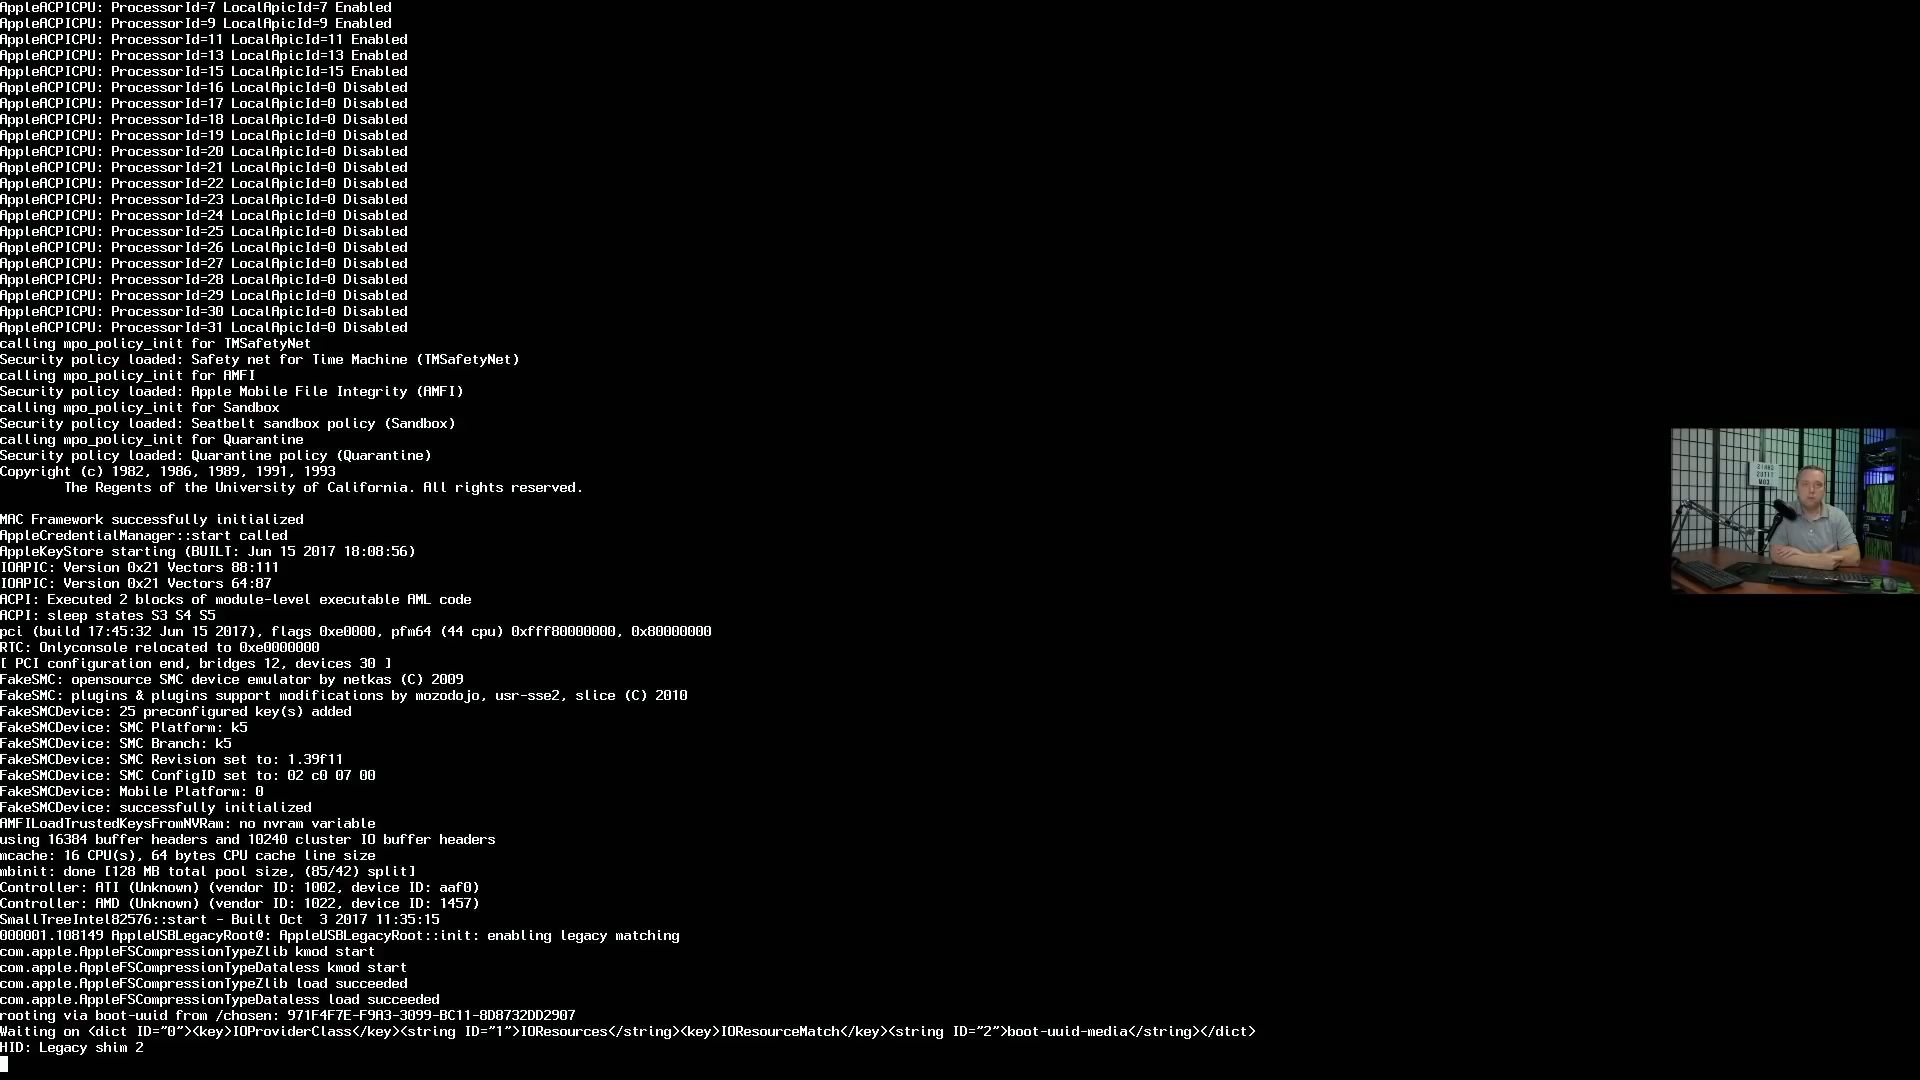 AppleACPICPU: ProcessorId=7 LocalApicId=7 Enabled
AppleACPICPU: ProcessorId=9 LocalApicId=9 Enabled
AppleACPICPU: ProcessorId=11 LocalApicId=11 Enabled
AppleACPICPU: ProcessorId=13 LocalApicId=13 Enabled
AppleACPICPU: ProcessorId=15 LocalApicId=15 Enabled
AppleACPICPU: ProcessorId=16 LocalApicId=0 Disabled
AppleACPICPU: ProcessorId=17 LocalApicId=0 Disabled
AppleACPICPU: ProcessorId=18 LocalApicId=0 Disabled
AppleACPICPU: ProcessorId=19 LocalApicId=0 Disabled
AppleACPICPU: ProcessorId=20 LocalApicId=0 Disabled
AppleACPICPU: ProcessorId=21 LocalApicId=0 Disabled
AppleACPICPU: ProcessorId=22 LocalApicId=0 Disabled
AppleACPICPU: ProcessorId=23 LocalApicId=0 Disabled
AppleACPICPU: ProcessorId=24 LocalApicId=0 Disabled
AppleACPICPU: ProcessorId=25 LocalApicId=0 Disabled
AppleACPICPU: ProcessorId=26 LocalApicId=0 Disabled
AppleACPICPU: ProcessorId=27 LocalApicId=0 Disabled
AppleACPICPU: ProcessorId=28 LocalApicId=0 Disabled
AppleACPICPU: ProcessorId=29 LocalApicId=0 Disabled
AppleACPICPU: ProcessorId=30 LocalApicId=0 Disabled
AppleACPICPU: ProcessorId=31 LocalApicId=0 Disabled
calling mpo_policy_init for TMSafetyNet
Security policy loaded: Safety net for Time Machine (TMSafetyNet)
calling mpo_policy_init for AMFI
Security policy loaded: Apple Mobile File Integrity (AMFI)
calling mpo_policy_init for Sandbox
Security policy loaded: Seatbelt sandbox policy (Sandbox)
calling mpo_policy_init for Quarantine
Security policy loaded: Quarantine policy (Quarantine)
Copyright (c) 1982, 1986, 1989, 1991, 1993
The Regents of the University of California. All rights reserved.
MAC Framework successfully initialized
AppleCredentialManager::start called
AppleKeyStore starting (BUILT: Jun 15 2017 18:08:56)
IOAPIC: Version 0x21 Vectors 88:111
IOAPIC: Version 0x21 Vectors 64:87
ACPI: Executed 2 blocks of module-level executable AML code
ACPI: sleep states S3 S4 S5
pci (build 17:45:32 Jun 15 2017), flags 0xe0000, pfm64 (44 cpu) 0xfff80000000, 0x80000000
RTC: Onlyconsole relocated to 0xe0000000
[ PCI configuration end, bridges 12, devices 30 ]
FakeSMC: opensource SMC device emulator by netkas (C) 2009
FakeSMC: plugins & plugins support modifications by mozodojo, usr-sse2, slice (C) 2010
FakeSMCDevice: 25 preconfigured key(s) added
FakeSMCDevice: SMC Platform: k5
FakeSMCDevice: SMC Branch: k5
FakeSMCDevice: SMC Revision set to: 1.39f11
FakeSMCDevice: SMC ConfigID set to: 02 c0 07 00
FakeSMCDevice: Mobile Platform: 0
FakeSMCDevice: successfully initialized
AMFILoadTrustedKeysFromNVRam: no nvram variable
using 16384 buffer headers and 10240 cluster IO buffer headers
mcache: 16 CPU(s), 64 bytes CPU cache line size
mbinit: done [128 MB total pool size, (85/42) split]
Controller: ATI (Unknown) (vendor ID: 1002, device ID: aaf0)
Controller: AMD (Unknown) (vendor ID: 1022, device ID: 1457)
SmallTreeIntel82576::start - Built Oct  3 2017 11:35:15
000001.108149 AppleUSBLegacyRoot@: AppleUSBLegacyRoot::init: enabling legacy matching
com.apple.AppleFSCompressionTypeZlib kmod start
com.apple.AppleFSCompressionTypeDataless kmod start
com.apple.AppleFSCompressionTypeZlib load succeeded
com.apple.AppleFSCompressionTypeDataless load succeeded
rooting via boot-uuid from /chosen: 971F4F7E-F9A3-3099-BC11-8D8732DD2907
Waiting on <dict ID="0"><key>IOProviderClass</key><string ID="1">IOResources</string><key>IOResourceMatch</key><string ID="2">boot-uuid-media</string></dict>
HID: Legacy shim 2